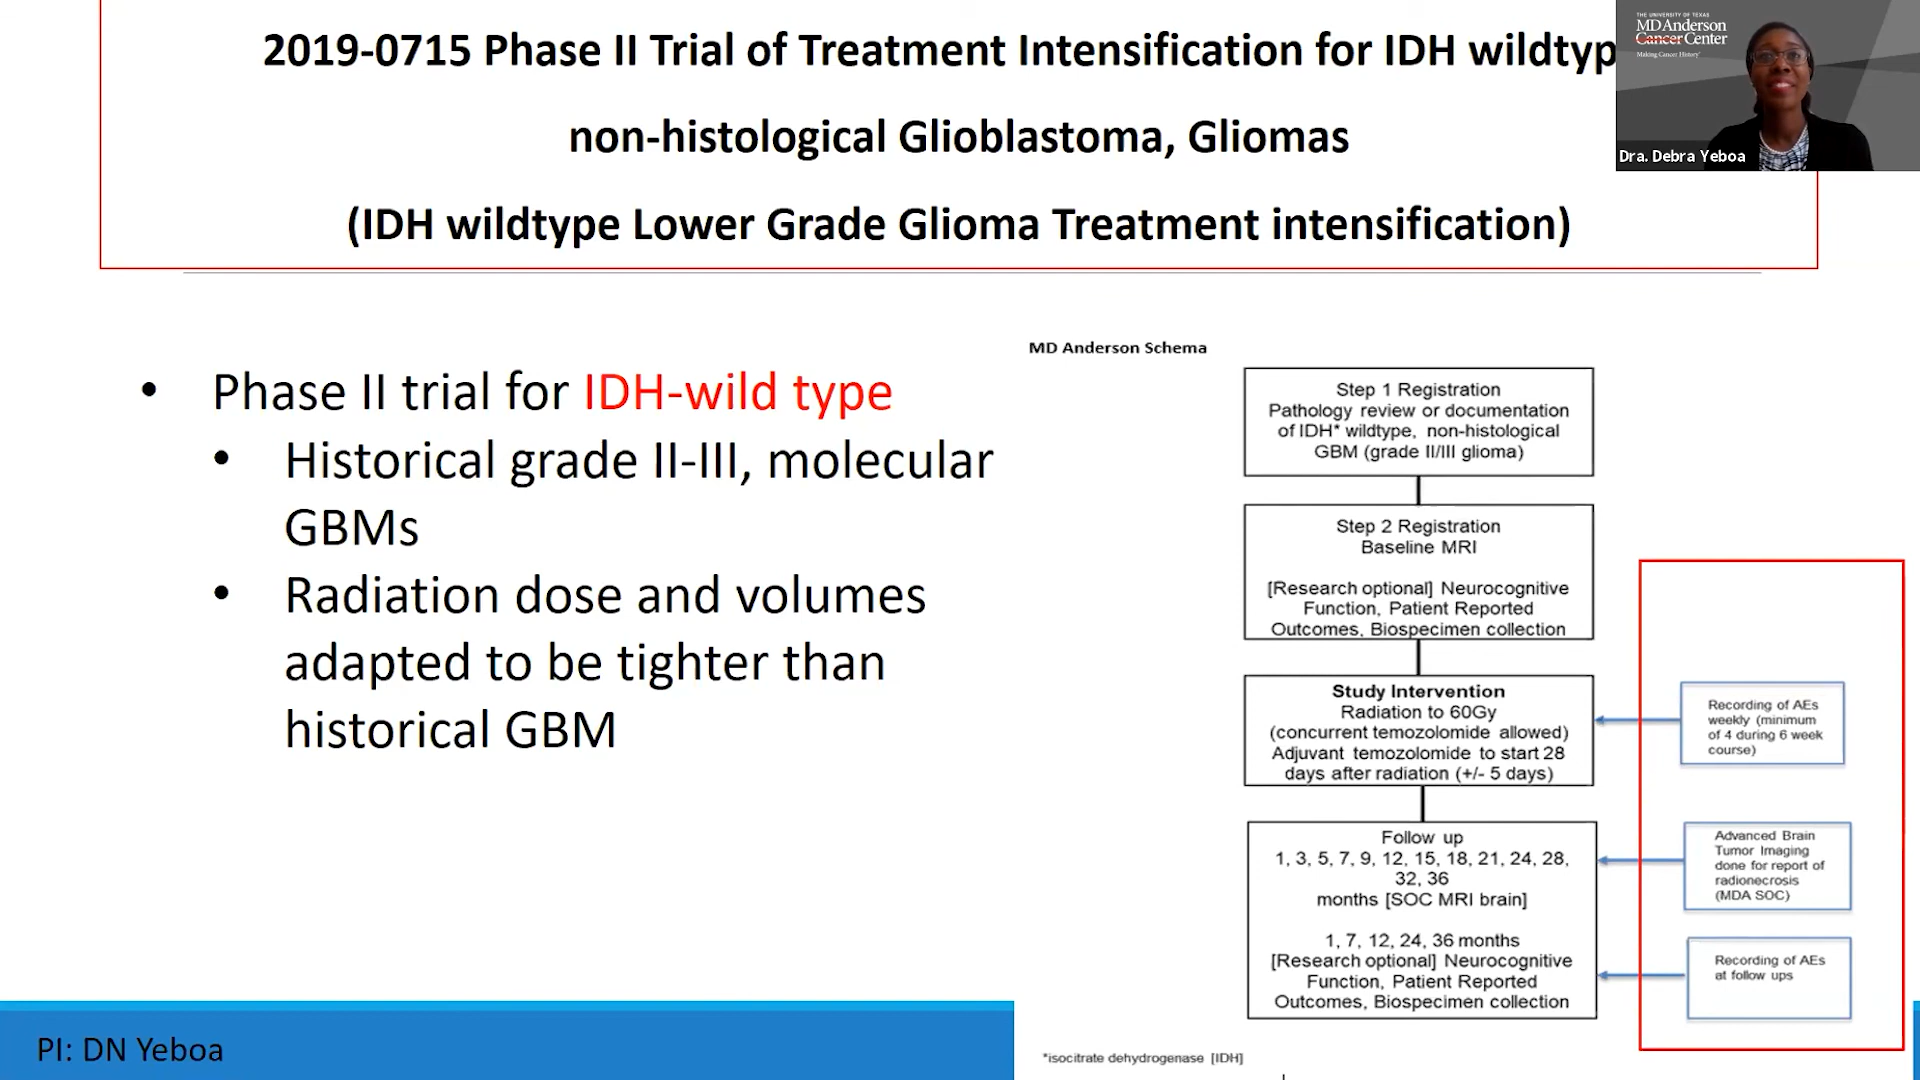 2019-0715 Phase II Trial of Treatment Intensification for IDH wildtyp
non-histological Glioblastoma, Gliomas
(IDH wildtype Lower Grade Glioma Treatment intensification)
THE UNIVERSITY OF TEXAS
MD Anderson
Cancer Center
Making Cancer History®
Dra. Debra Yeboa
• Phase II trial for IDH-wild type
• Historical grade II-III, molecular
GBMs
• Radiation dose and volumes
adapted to be tighter than
historical GBM
MD Anderson Schema
Step 1 Registration
Pathology review or documentation
of IDH* wildtype, non-histological
GBM (grade II/III glioma)
Step 2 Registration
Baseline MRI
[Research optional] Neurocognitive
Function, Patient Reported
Outcomes, Biospecimen collection
Study Intervention
Radiation to 60Gy
(concurrent temozolomide allowed)
Adjuvant temozolomide to start 28
days after radiation (+/- 5 days)
Recording of AEs
weekly (minimum
of 4 during 6 week
course)
Follow up
1, 3, 5, 7, 9, 12, 15, 18, 21, 24, 28,
32, 36
months [SOC MRI brain]
1, 7, 12, 24, 36 months
[Research optional] Neurocognitive
Function, Patient Reported
Outcomes, Biospecimen collection
Advanced Brain
Tumor Imaging
done for report of
radionecrosis
(MDA SOC)
Recording of AEs
at follow ups
*isocitrate dehydrogenase [IDH]
PI: DN Yeboa